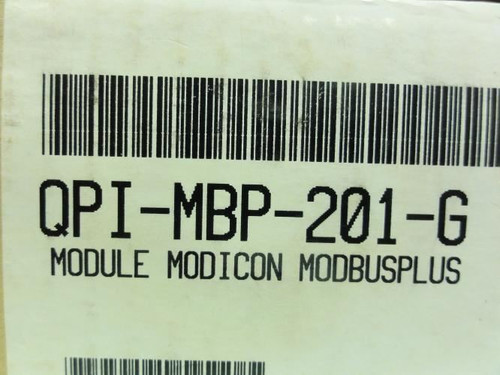 QPI-MBP-201-G
MODULE MODICON MODBUSPLUS